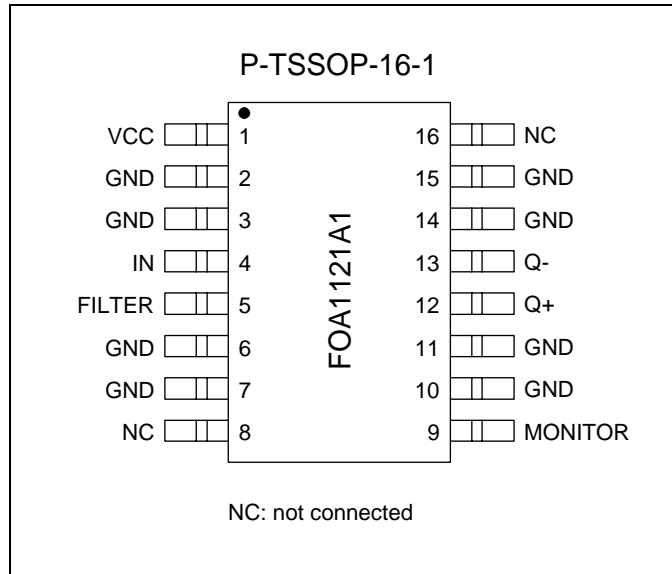 P-TSSOP-16-1
VCC 1 16 NC
GND 2 15 GND
GND 3 14 GND
IN 4 13 Q-
FILTER 5 12 Q+
GND 6 11 GND
GND 7 10 GND
NC 8 9 MONITOR
FOA1121A1
NC: not connected